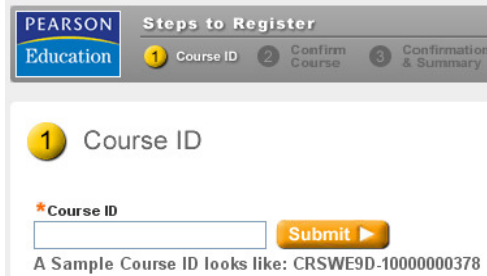 PEARSON
Education
Steps to Register
1 Course ID
2 Confirm
Course
3 Confirmation
& Summary
1 Course ID
*Course ID
Submit
A Sample Course ID looks like: CRSWE9D-10000000378